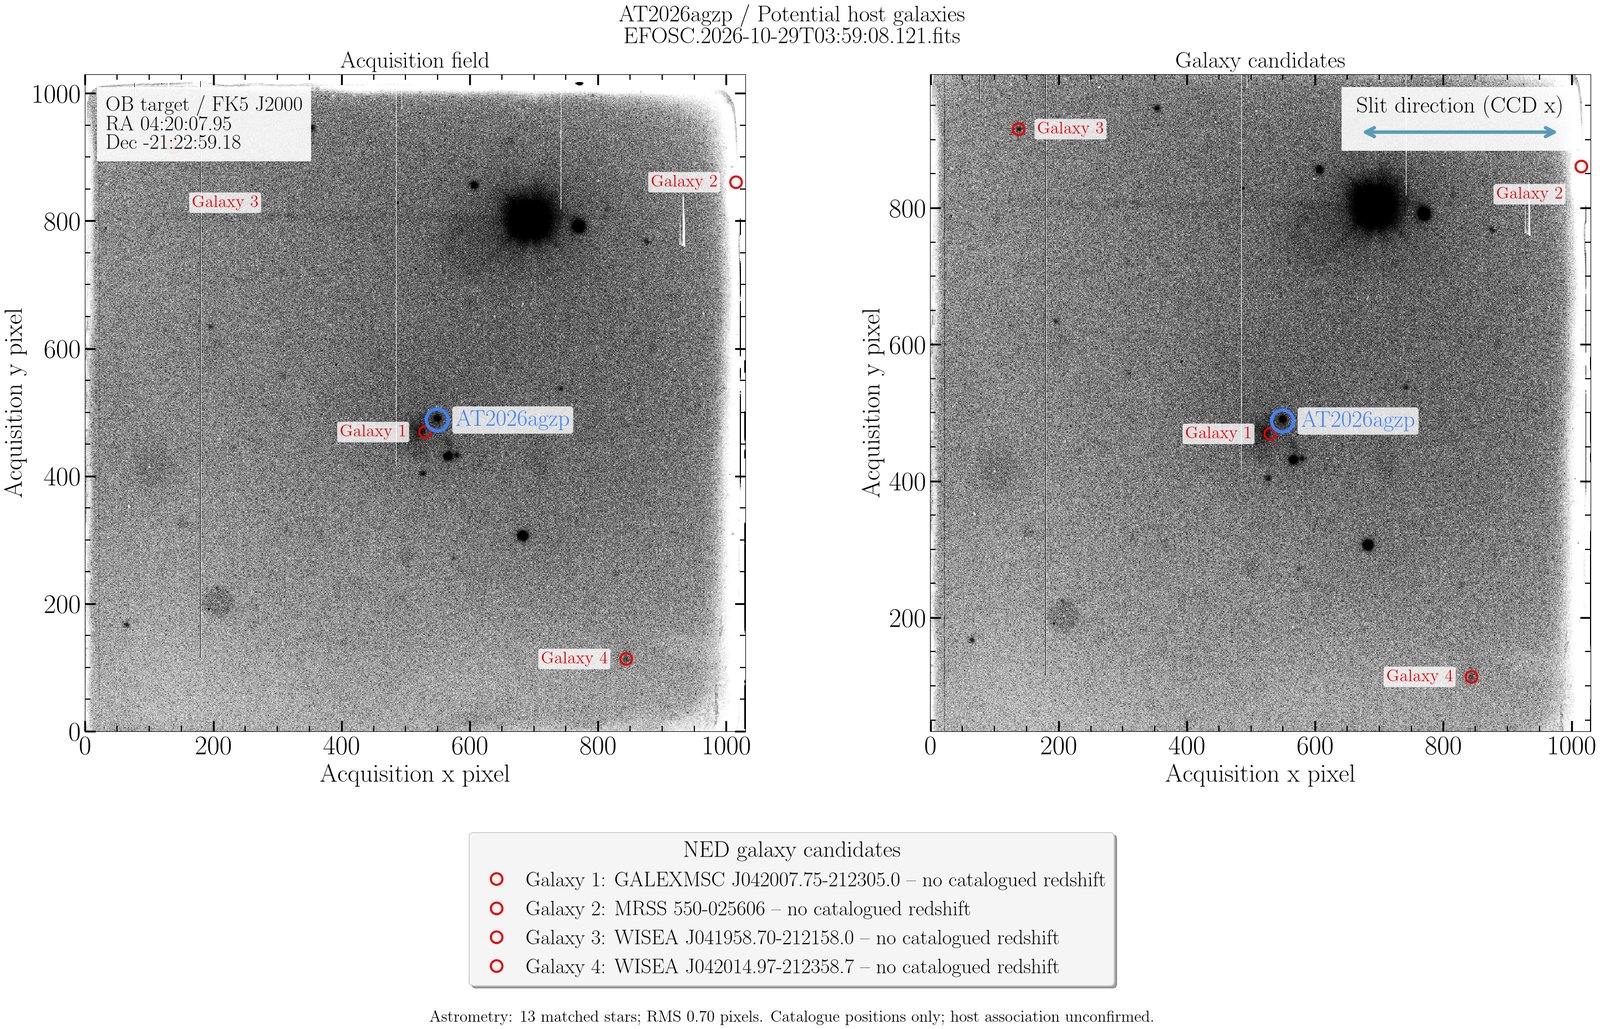 AT2026agzp / Potential host galaxies
EFOSC.2026-10-29T03:59:08.121.fits
Acquisition field
OB target / FK5 J2000
RA 04:20:07.95
Dec -21:22:59.18
Galaxy 2
Galaxy 3
AT2026agzp
Galaxy 1
Galaxy 4
1000
800
600
400
200
0
0 200 400 600 800 1000
Acquisition x pixel
Acquisition y pixel
Galaxy candidates
Slit direction (CCD x)
Galaxy 3
Galaxy 2
AT2026agzp
Galaxy 1
Galaxy 4
800
600
400
200
0 200 400 600 800 1000
Acquisition x pixel
Acquisition y pixel
NED galaxy candidates
Galaxy 1: GALEXMSC J042007.75-212305.0 – no catalogued redshift
Galaxy 2: MRSS 550-025606 – no catalogued redshift
Galaxy 3: WISEA J041958.70-212158.0 – no catalogued redshift
Galaxy 4: WISEA J042014.97-212358.7 – no catalogued redshift
Astrometry: 13 matched stars; RMS 0.70 pixels. Catalogue positions only; host association unconfirmed.